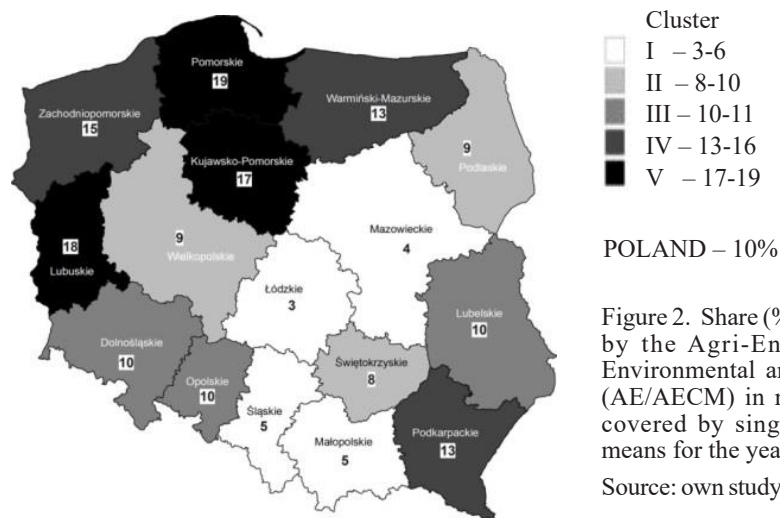 Pomorskie
19
Warmiński-Mazurskie
13
Zachodniopomorskie
15
9
Podlaskie
Kujawsko-Pomorskie
17
Mazowieckie
4
18
Lubuskie
9
Wielkopolskie
Łódzkie
3
Lubelskie
10
Dolnośląskie
10
Opolskie
10
Świętokrzyskie
8
Śląskie
5
Małopolskie
5
Podkarpackie
13
Cluster
I – 3-6
II – 8-10
III – 10-11
IV – 13-16
V – 17-19
POLAND – 10%
Figure 2. Share (%
by the Agri-En
Environmental an
(AE/AECM) in r
covered by sing
means for the yea
Source: own study